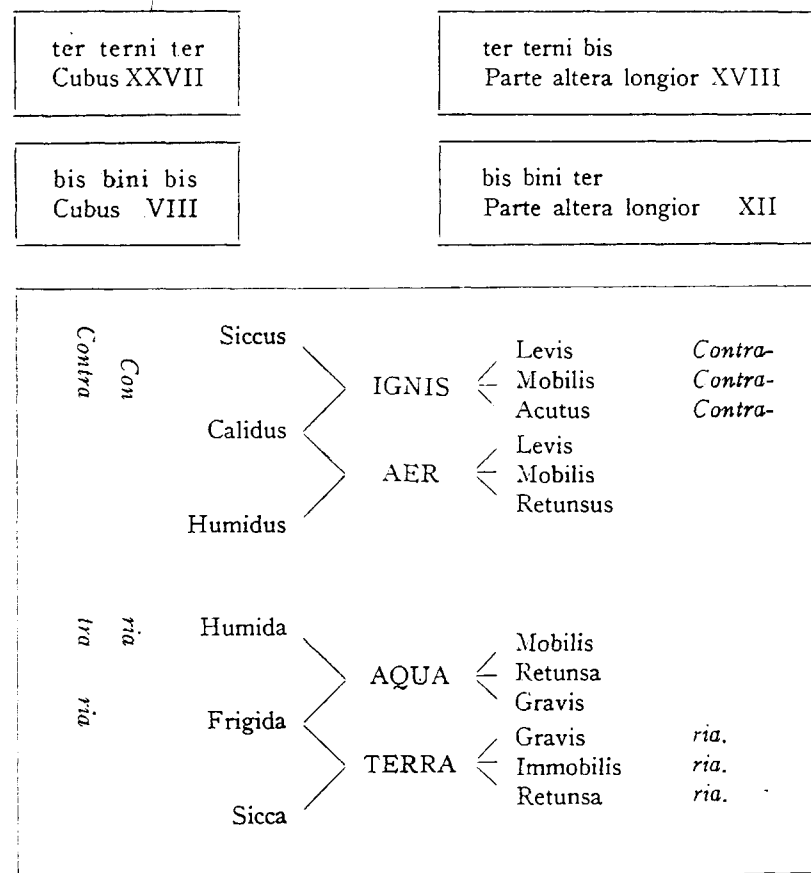 ter terni ter
Cubus XXVII
ter terni bis
Parte altera longior XVIII
bis bini bis
Cubus VIII
bis bini ter
Parte altera longior XII
Contra
Con
Siccus
Calidus
Humidus
IGNIS
Levis Contra-
Mobilis Contra-
Acutus Contra-
AER
Levis
Mobilis
Retunsus
tra
ria
ria
Humida
Frigida
Sicca
AQUA
Mobilis
Retunsa
Gravis
TERRA
Gravis ria.
Immobilis ria.
Retunsa ria.